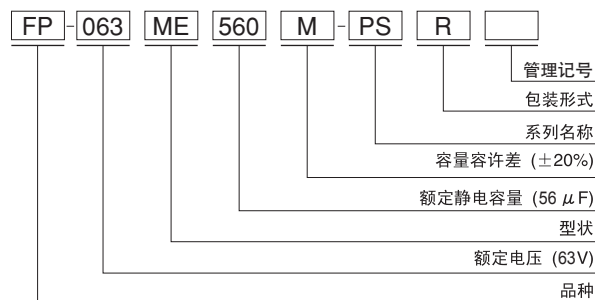 FP-063 ME 560 M-PS R
管理记号
包装形式
系列名称
容量容许差 (±20%)
额定静电容量 (56 μF)
型状
额定电压 (63V)
品种